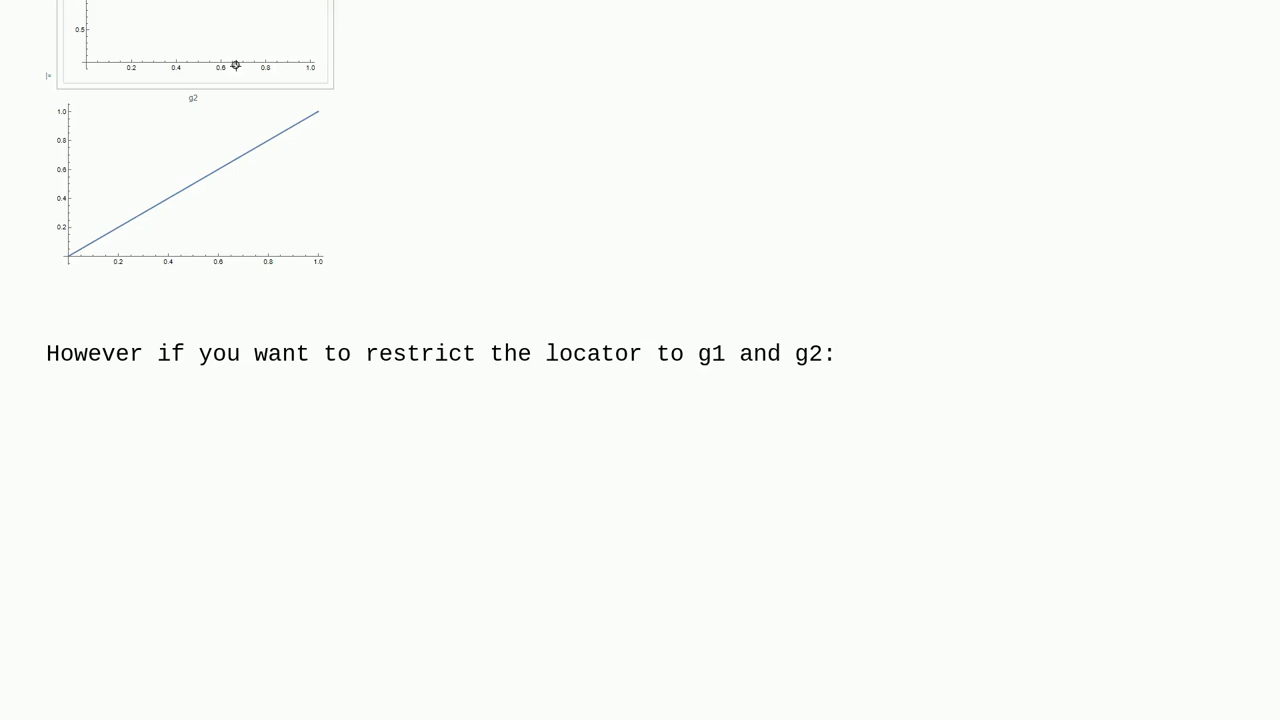 0.5
0.2 0.4 0.6 0.8 1.0
g2
1.0
0.8
0.6
0.4
0.2
0.2 0.4 0.6 0.8 1.0
However if you want to restrict the locator to g1 and g2: